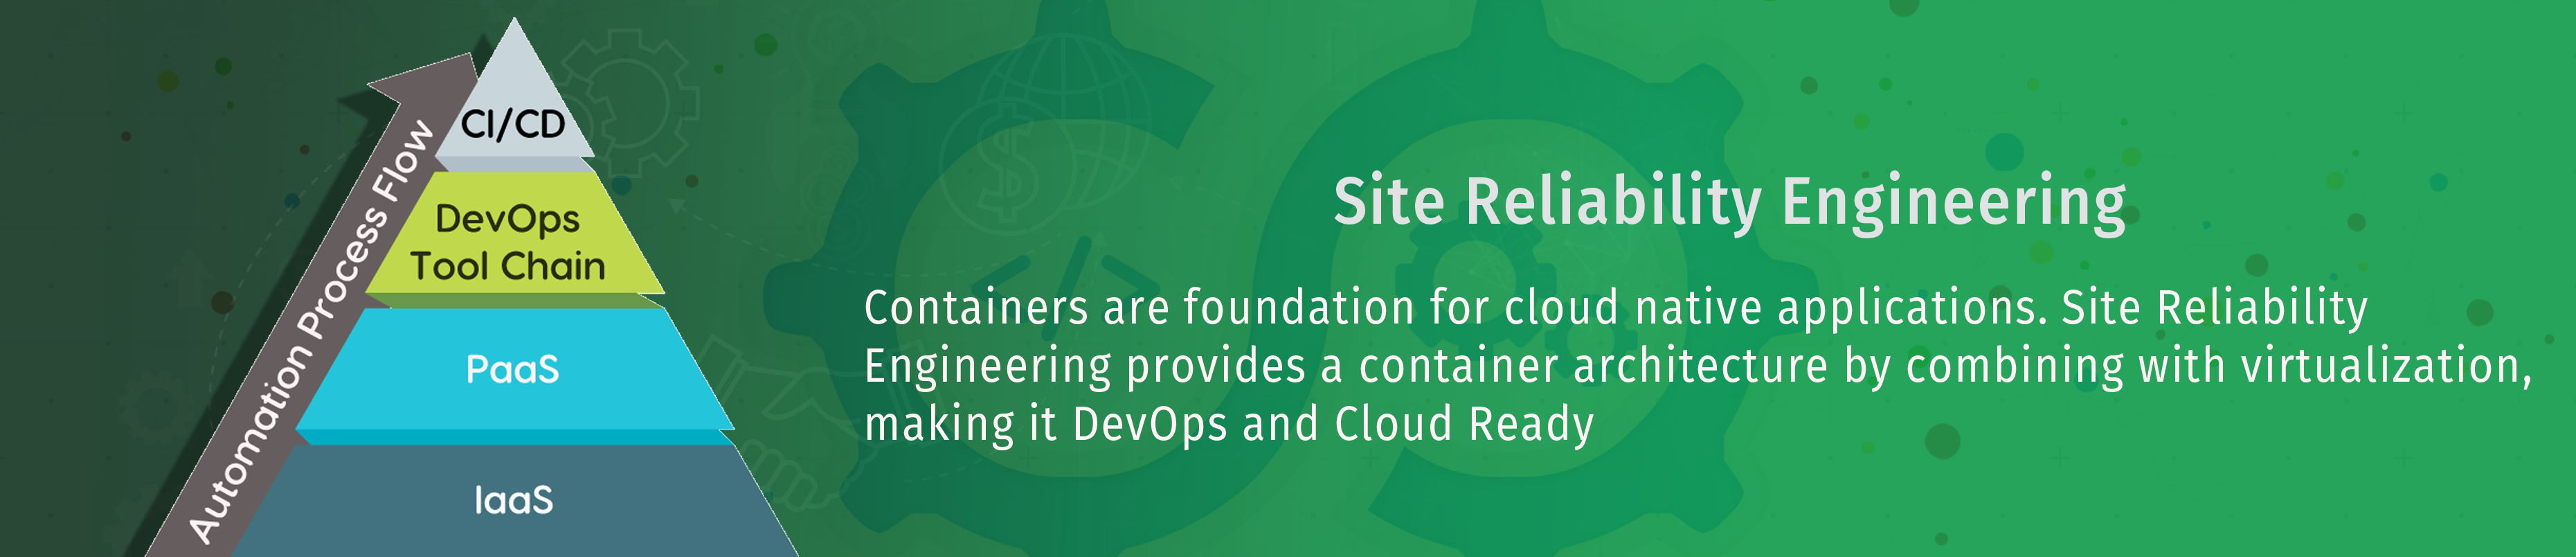 CI/CD
DevOps
Tool Chain
PaaS
IaaS
Automation Process Flow
Site Reliability Engineering
Containers are foundation for cloud native applications. Site Reliability
Engineering provides a container architecture by combining with virtualization,
making it DevOps and Cloud Ready